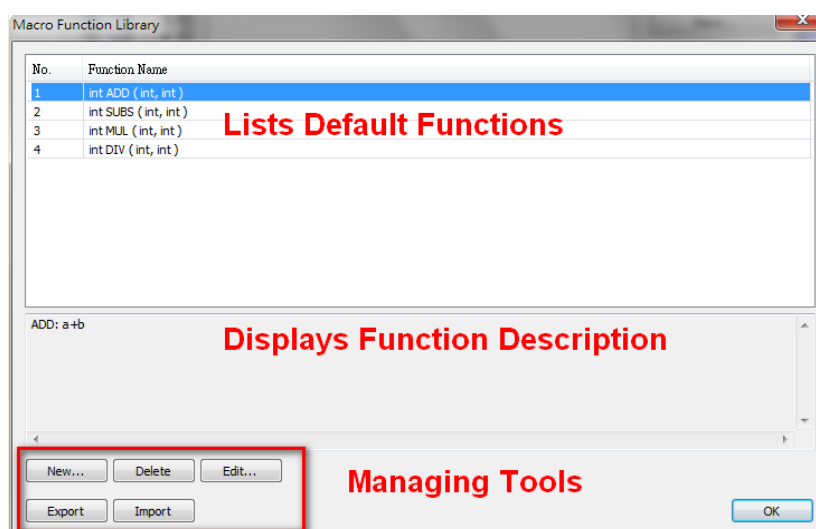 Macro Function Library
No. Function Name
1 int ADD ( int, int )
2 int SUBS ( int, int )
3 int MUL ( int, int )
4 int DIV ( int, int )
Lists Default Functions
ADD: a+b
Displays Function Description
New... Delete Edit...
Managing Tools
Export Import OK